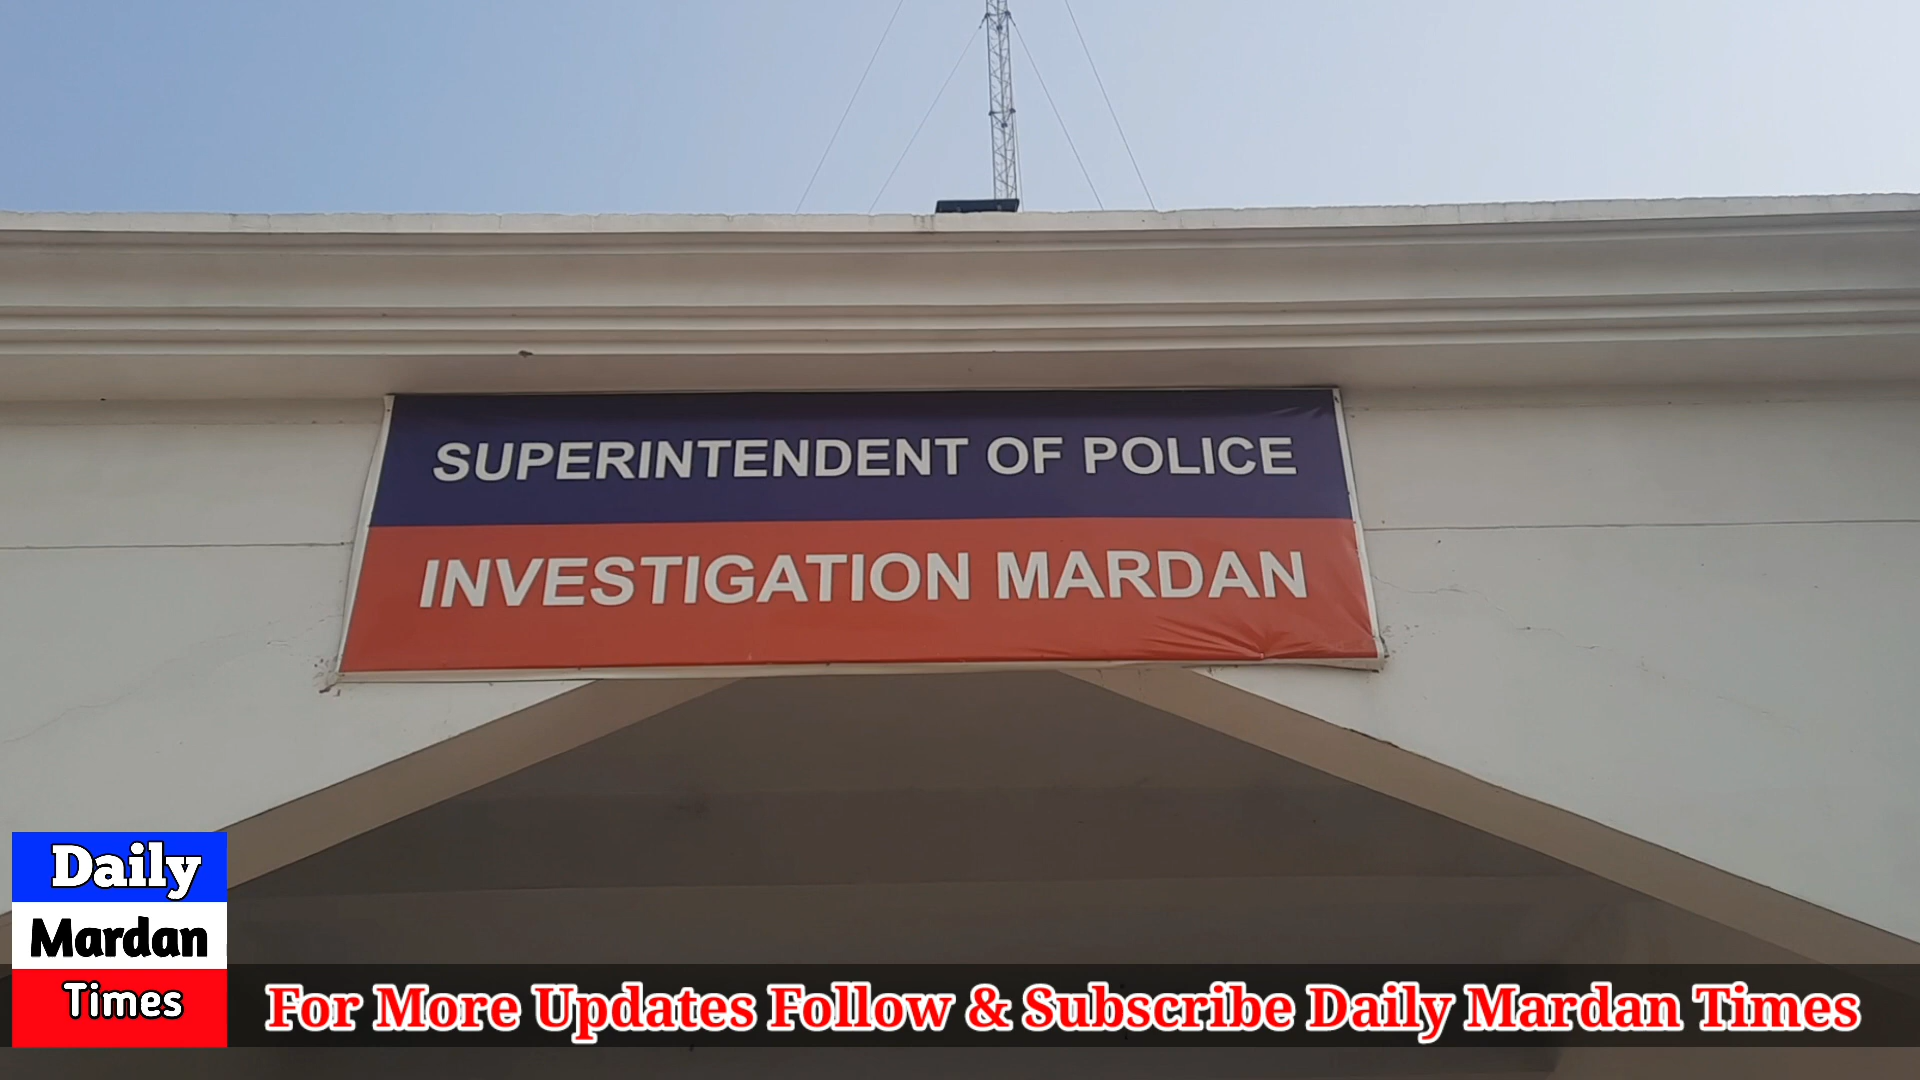 SUPERINTENDENT OF POLICE
INVESTIGATION MARDAN
Daily
Mardan
Times
For More Updates Follow & Subscribe Daily Mardan Times